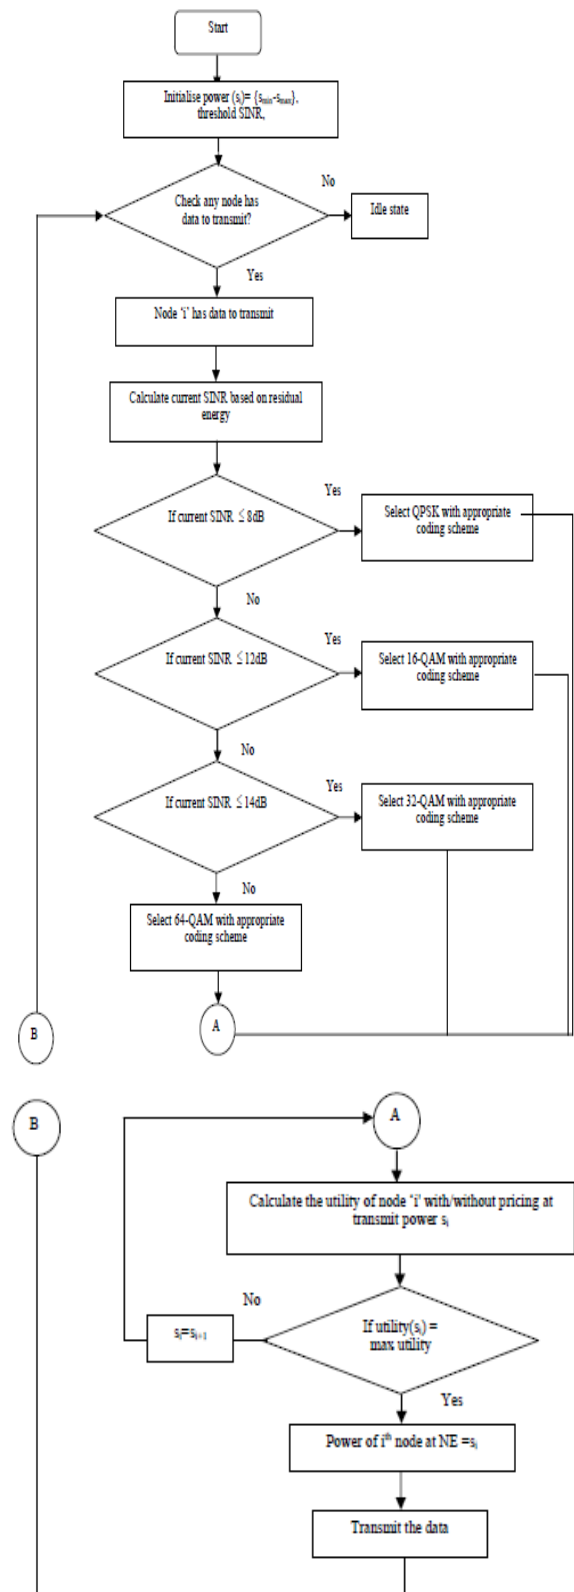 Start
Initialise power (sᵢ)= {sₘᵢₙ-sₘₐₓ},
threshold SINR,
Check any node has
data to transmit?
No
Idle state
Yes
Node ‘i’ has data to transmit
Calculate current SINR based on residual
energy
If current SINR ≤ 8dB
Yes
Select QPSK with appropriate
coding scheme
No
If current SINR ≤ 12dB
Yes
Select 16-QAM with appropriate
coding scheme
No
If current SINR ≤ 14dB
Yes
Select 32-QAM with appropriate
coding scheme
No
Select 64-QAM with appropriate
coding scheme
B
A
B
A
Calculate the utility of node ‘i’ with/without pricing at
transmit power sᵢ
No
If utility(sᵢ) =
max utility
sᵢ=sᵢ₊₁
Yes
Power of iᵗʰ node at NE =sᵢ
Transmit the data